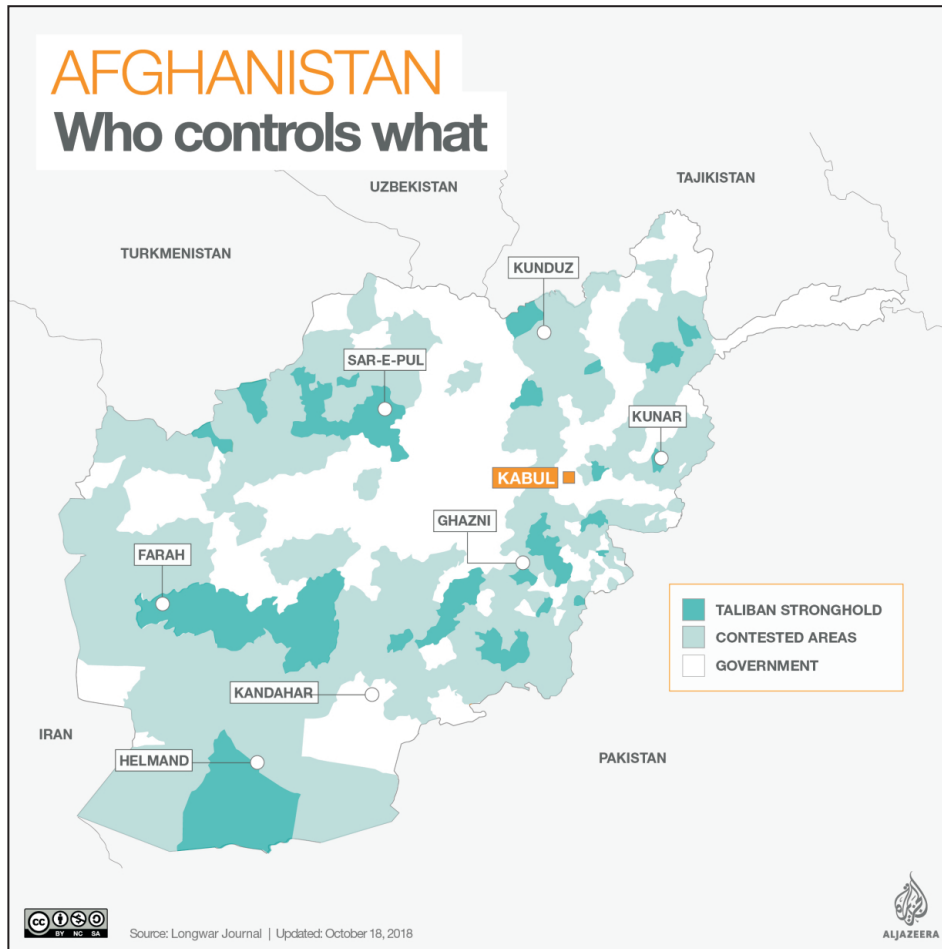 AFGHANISTAN
Who controls what
UZBEKISTAN
TAJIKISTAN
TURKMENISTAN
KUNDUZ
SAR-E-PUL
KUNAR
KABUL
GHAZNI
FARAH
TALIBAN STRONGHOLD
CONTESTED AREAS
GOVERNMENT
KANDAHAR
IRAN
HELMAND
PAKISTAN
cc
BY NC SA
Source: Longwar Journal | Updated: October 18, 2018
ALJAZEERA